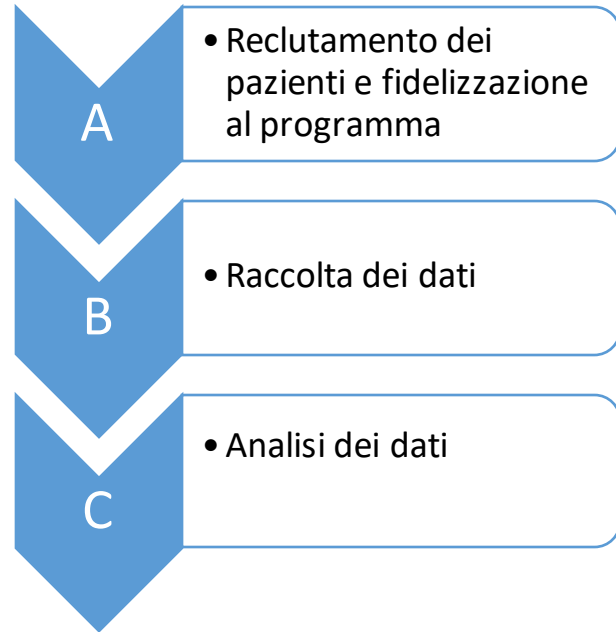 A
• Reclutamento dei
pazienti e fidelizzazione
al programma
B
• Raccolta dei dati
C
• Analisi dei dati